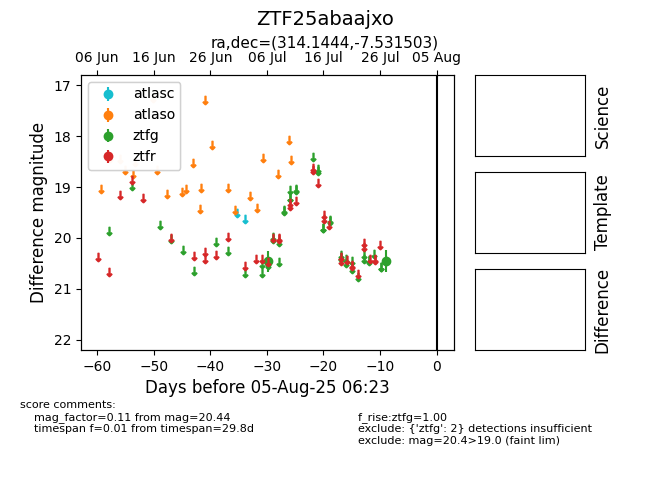 ZTF25abaajxo
ra,dec=(314.1444,-7.531503)
06 Jun 16 Jun 26 Jun 06 Jul 16 Jul 26 Jul 05 Aug
17
18
19
20
21
22
Difference magnitude
atlasc
atlaso
ztfg
ztfr
−60 −50 −40 −30 −20 −10 0
Days before 05-Aug-25 06:23
Science
Template
Difference
score comments:
mag_factor=0.11 from mag=20.44
timespan f=0.01 from timespan=29.8d
f_rise:ztfg=1.00
exclude: {'ztfg': 2} detections insufficient
exclude: mag=20.4>19.0 (faint lim)